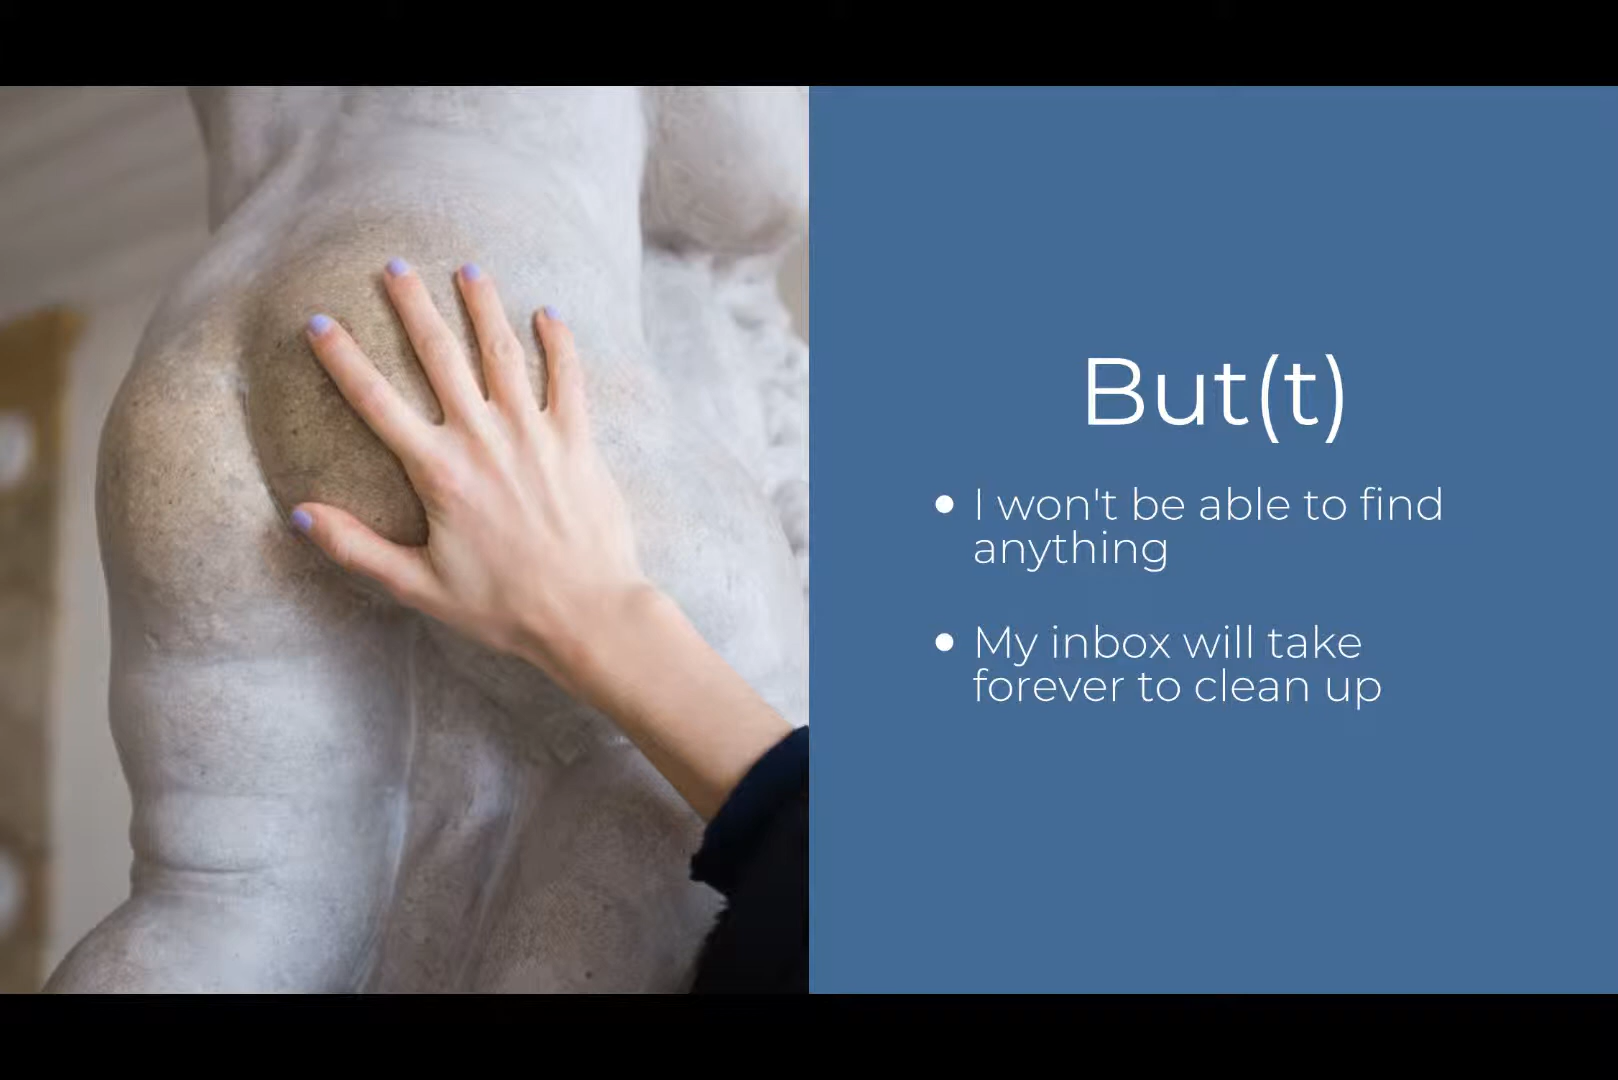 But(t)
• I won't be able to find
anything
• My inbox will take
forever to clean up